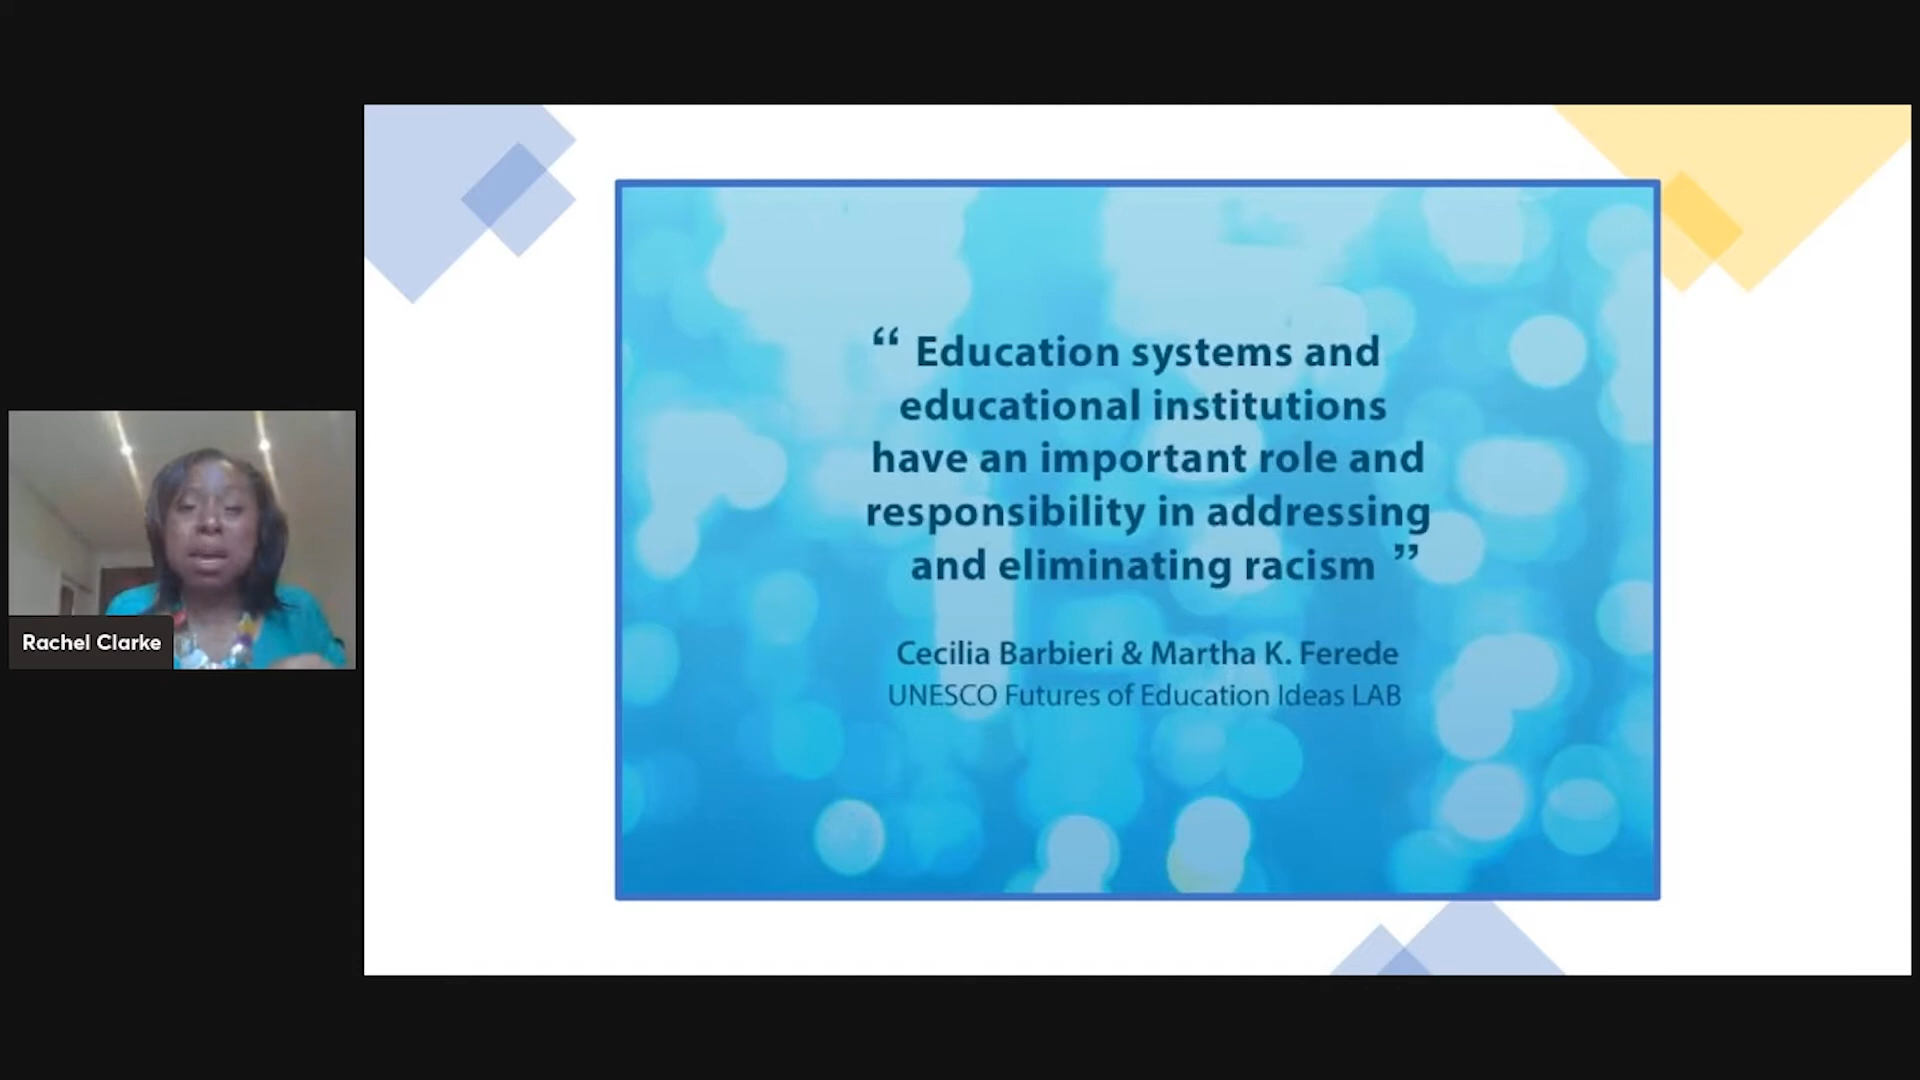 “ Education systems and
educational institutions
have an important role and
responsibility in addressing
and eliminating racism ”
Cecilia Barbieri & Martha K. Ferede
UNESCO Futures of Education Ideas LAB
Rachel Clarke